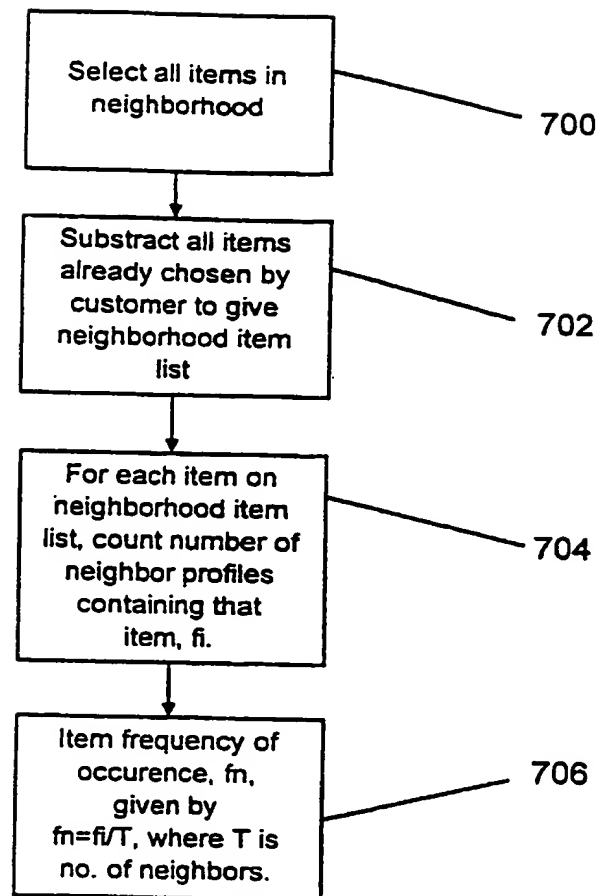 Select all items in
neighborhood
700
Substract all items
already chosen by
customer to give
neighborhood item
list
702
For each item on
neighborhood item
list, count number of
neighbor profiles
containing that
item, fi.
704
Item frequency of
occurence, fn,
given by
fn=fi/T, where T is
no. of neighbors.
706